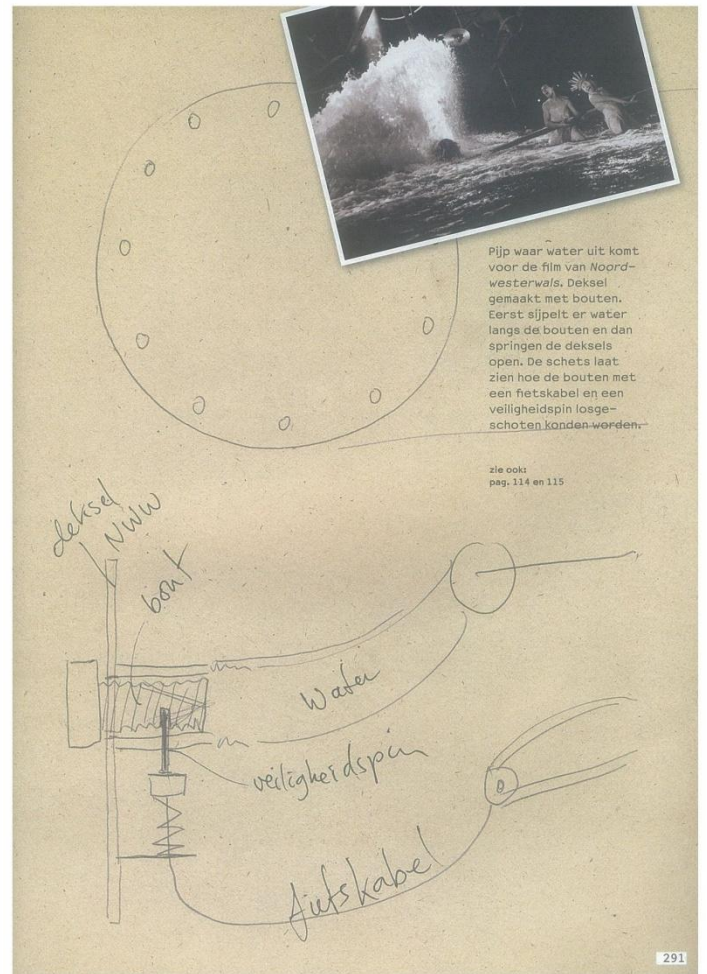 Pijp waar water uit komt
voor de film van Noord-
westerwals. Deksel
gemaakt met bouten.
Eerst sijpelt er water
langs de bouten en dan
springen de deksels
open. De schets laat
zien hoe de bouten met
een fietskabel en een
veiligheidspin losge-
schoten konden worden.
zie ook:
pag. 114 en 115
deksel
NWW
bout
Water
veiligheidspin
fietskabel
291